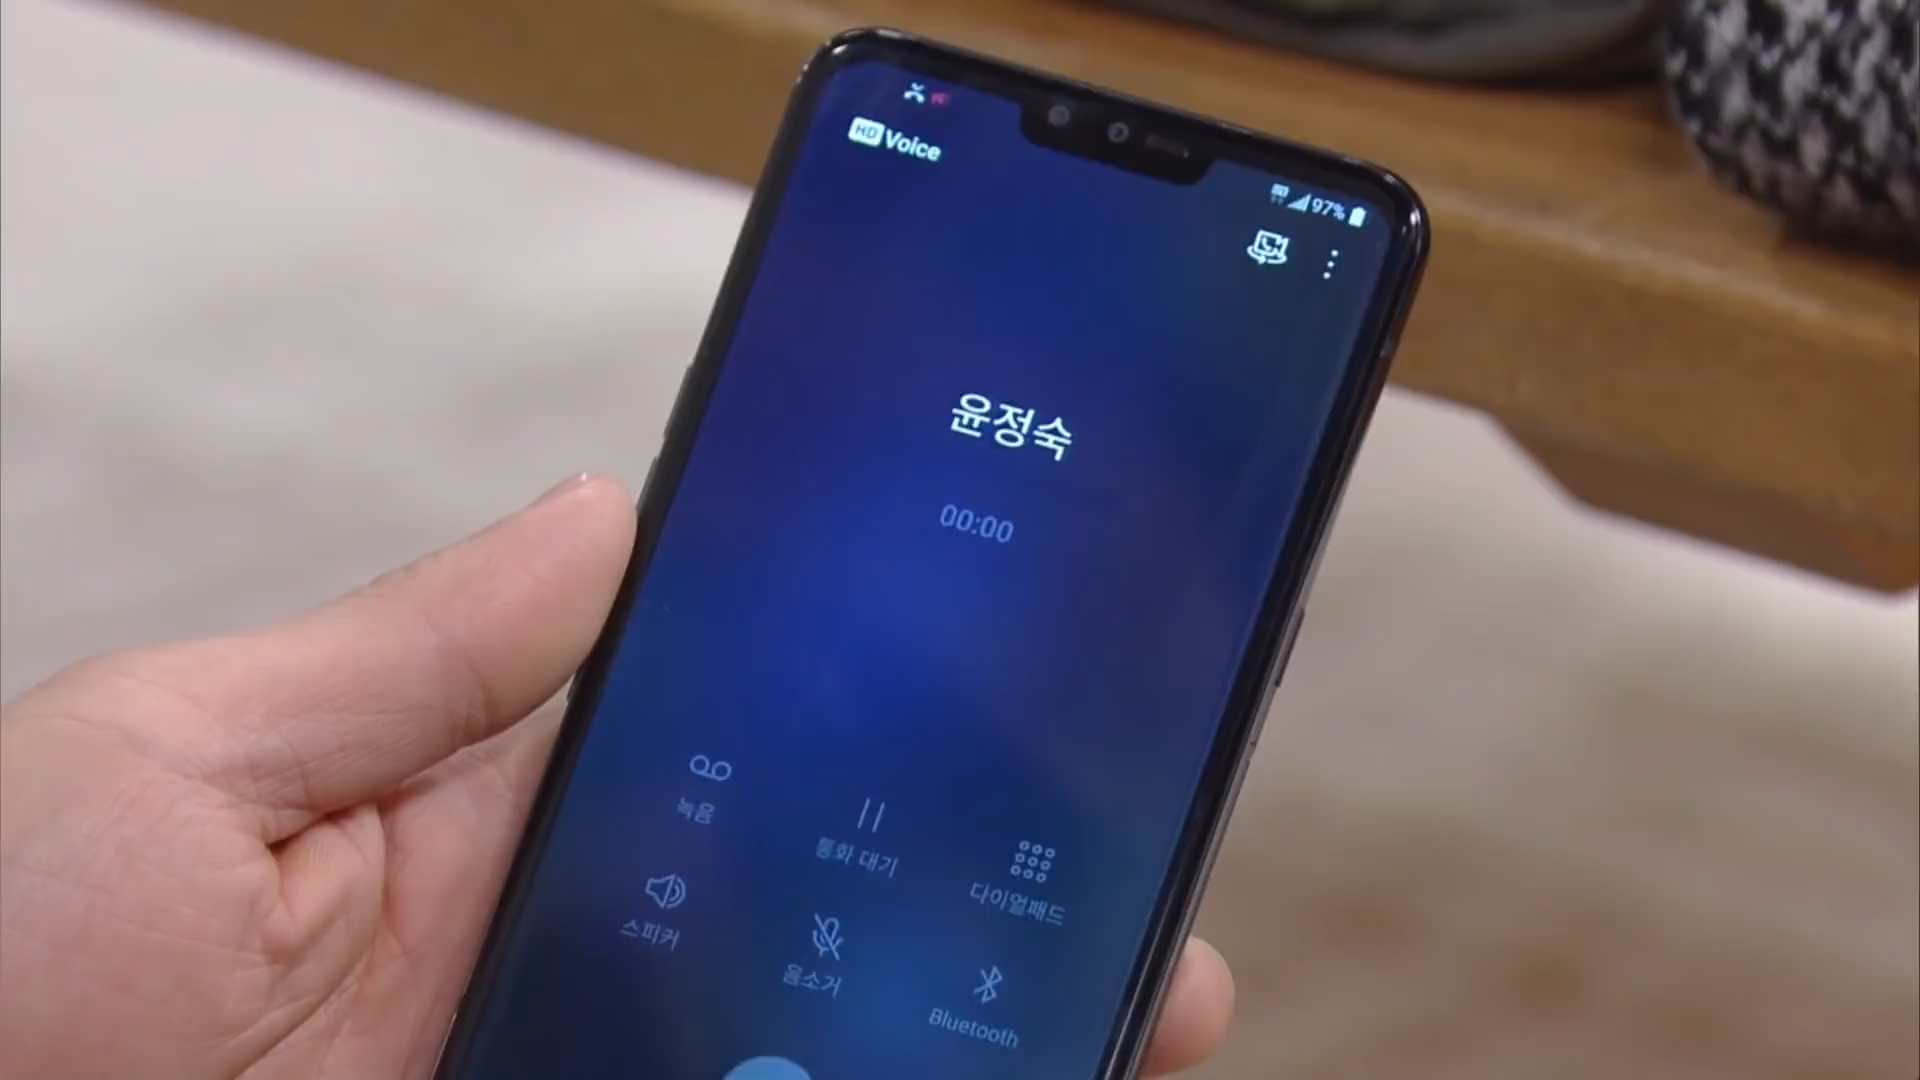 HD Voice
97%
윤정숙
00:00
녹음
통화 대기
다이얼패드
스피커
음소거
Bluetooth